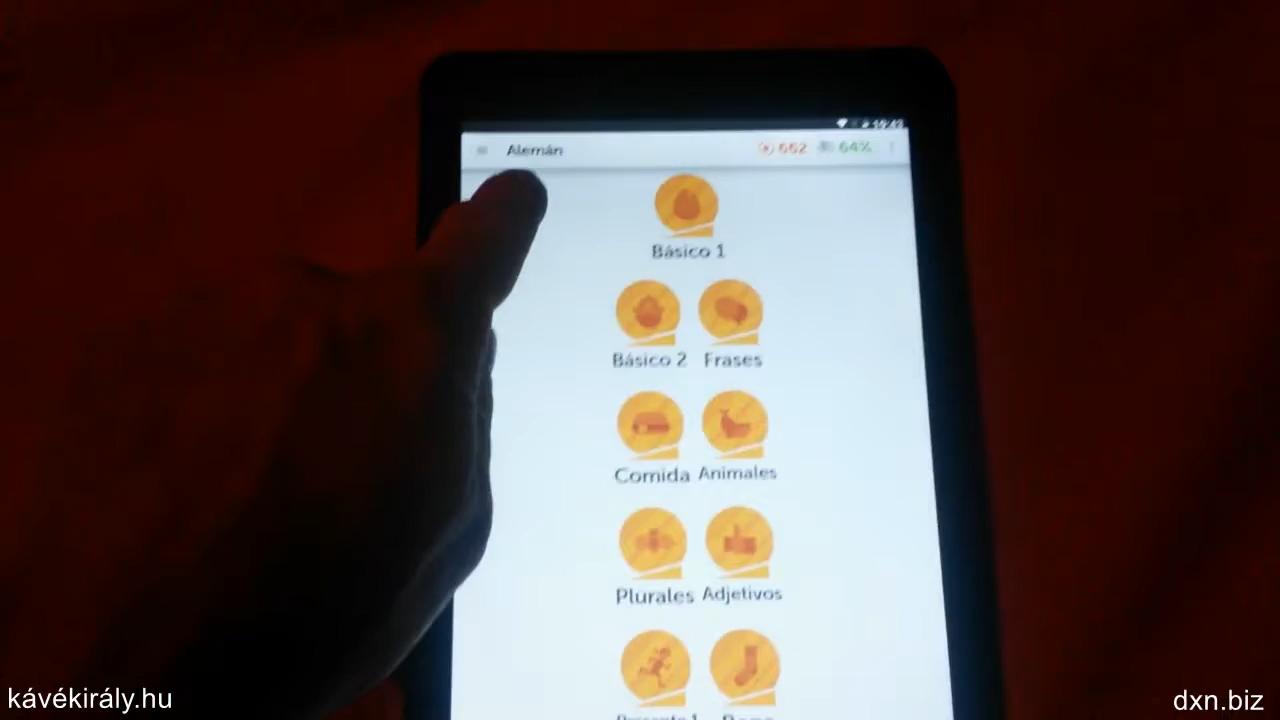 Alemán 662 64%
Básico 1
Básico 2 Frases
Comida Animales
Plurales Adjetivos
kávékirály.hu dxn.biz